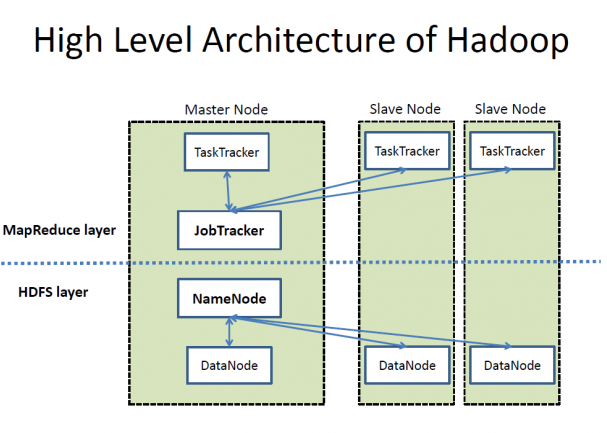 High Level Architecture of Hadoop
Master Node
Slave Node
Slave Node
TaskTracker
TaskTracker
TaskTracker
MapReduce layer
JobTracker
HDFS layer
NameNode
DataNode
DataNode
DataNode